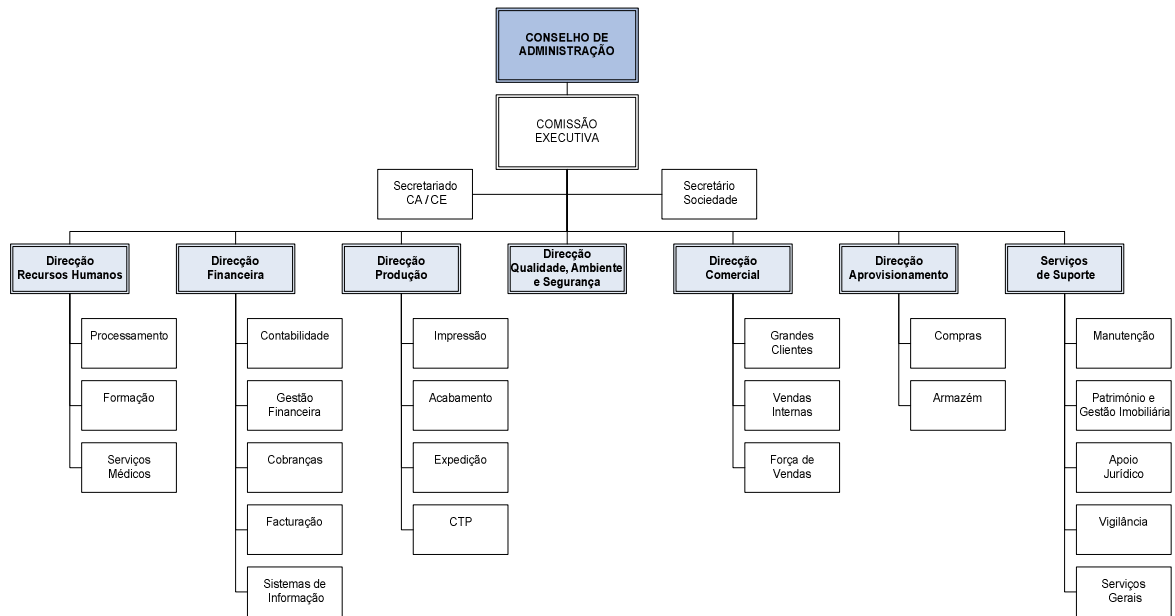 CONSELHO DE
ADMINISTRAÇÃO
COMISSÃO
EXECUTIVA
Secretariado
CA / CE
Secretário
Sociedade
Direcção
Recursos Humanos
Direcção
Financeira
Direcção
Produção
Direcção
Qualidade, Ambiente
e Segurança
Direcção
Comercial
Direcção
Aprovisionamento
Serviços
de Suporte
Processamento
Formação
Serviços
Médicos
Contabilidade
Gestão
Financeira
Cobranças
Facturação
Sistemas de
Informação
Impressão
Acabamento
Expedição
CTP
Grandes
Clientes
Vendas
Internas
Força de
Vendas
Compras
Armazém
Manutenção
Património e
Gestão Imobiliária
Apoio
Jurídico
Vigilância
Serviços
Gerais